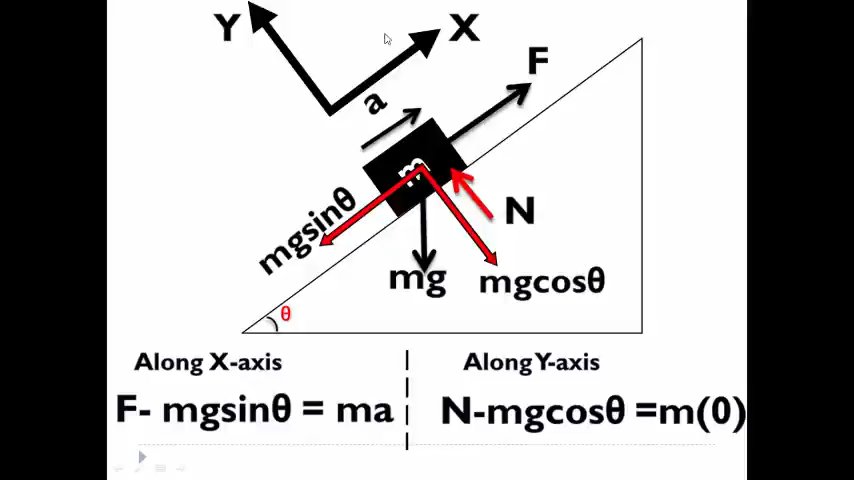 Y
X
F
a
m
mgsinθ
N
mg
mgcosθ
θ
Along X-axis
F- mgsinθ = ma
Along Y-axis
N-mgcosθ =m(0)